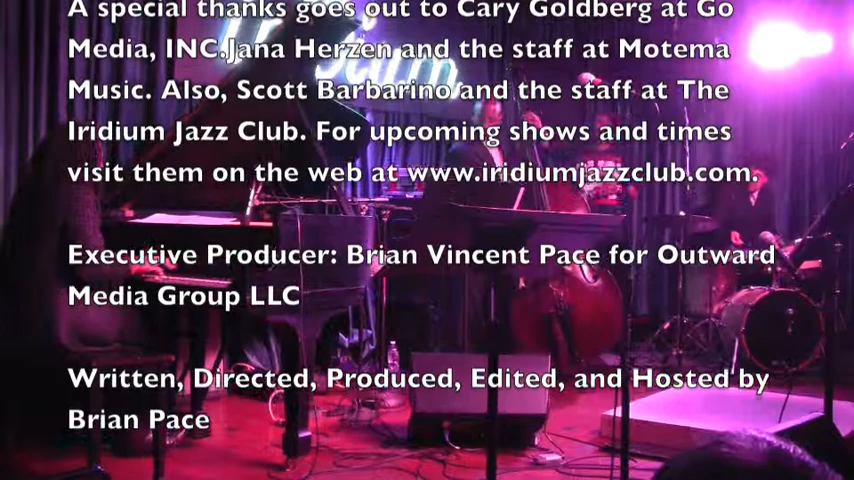 A special thanks goes out to Cary Goldberg at Go
Media, INC.Jana Herzen and the staff at Motema
Music. Also, Scott Barbarino and the staff at The
Iridium Jazz Club. For upcoming shows and times
visit them on the web at www.iridiumjazzclub.com.
Executive Producer: Brian Vincent Pace for Outward
Media Group LLC
Written, Directed, Produced, Edited, and Hosted by
Brian Pace